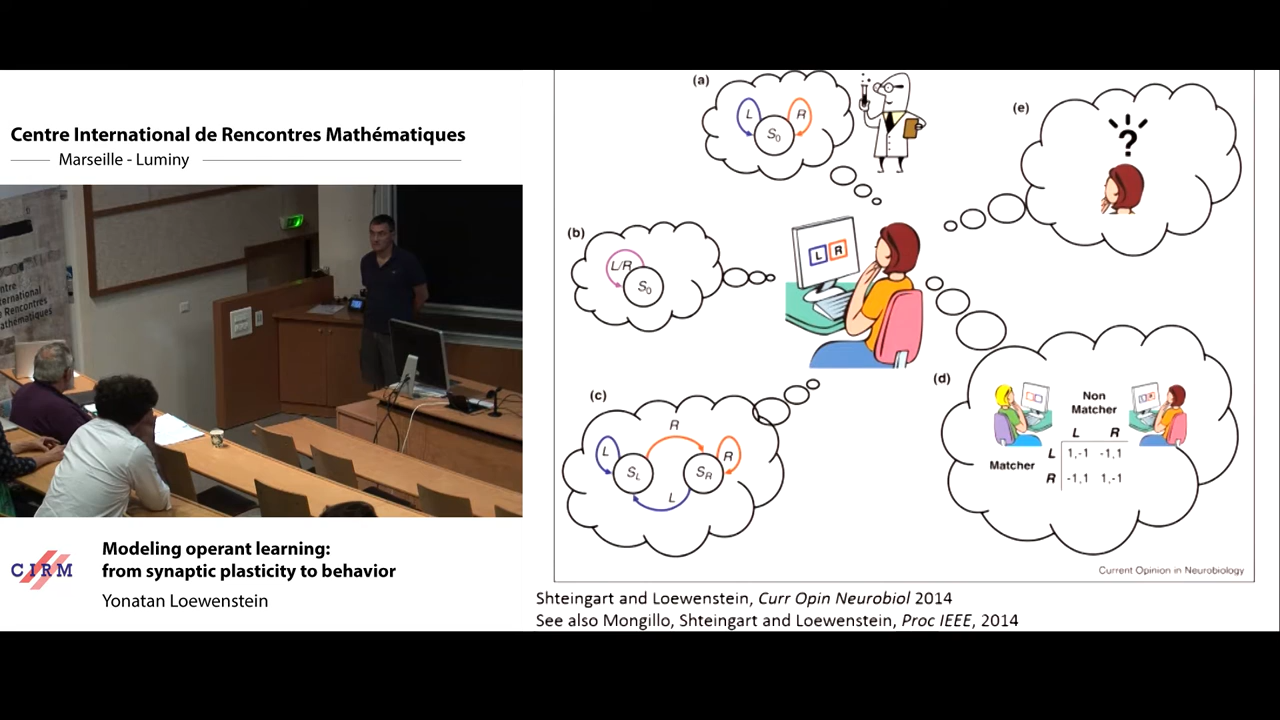 Centre International de Rencontres Mathématiques
Marseille - Luminy
Modeling operant learning:
from synaptic plasticity to behavior
Yonatan Loewenstein
CIRM
(a)
L
R
S0
(e)
?
(b)
L/R
S0
L R
(c)
R
L
SL
SR
R
L
(d)
Non
Matcher
L R
Matcher
L 1,-1 -1,1
R -1,1 1,-1
Current Opinion in Neurobiology
Shteingart and Loewenstein, Curr Opin Neurobiol 2014
See also Mongillo, Shteingart and Loewenstein, Proc IEEE, 2014